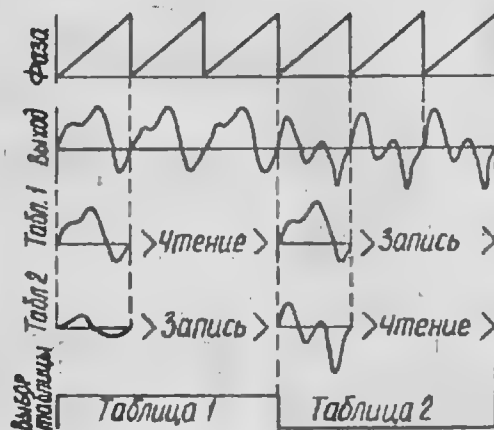 Фаза
Выход
Табл. 1
>Чтение >
>Запись >
Табл 2
>Запись >
>Чтение >
Выбор
таблицы
Таблица 1
Таблица 2